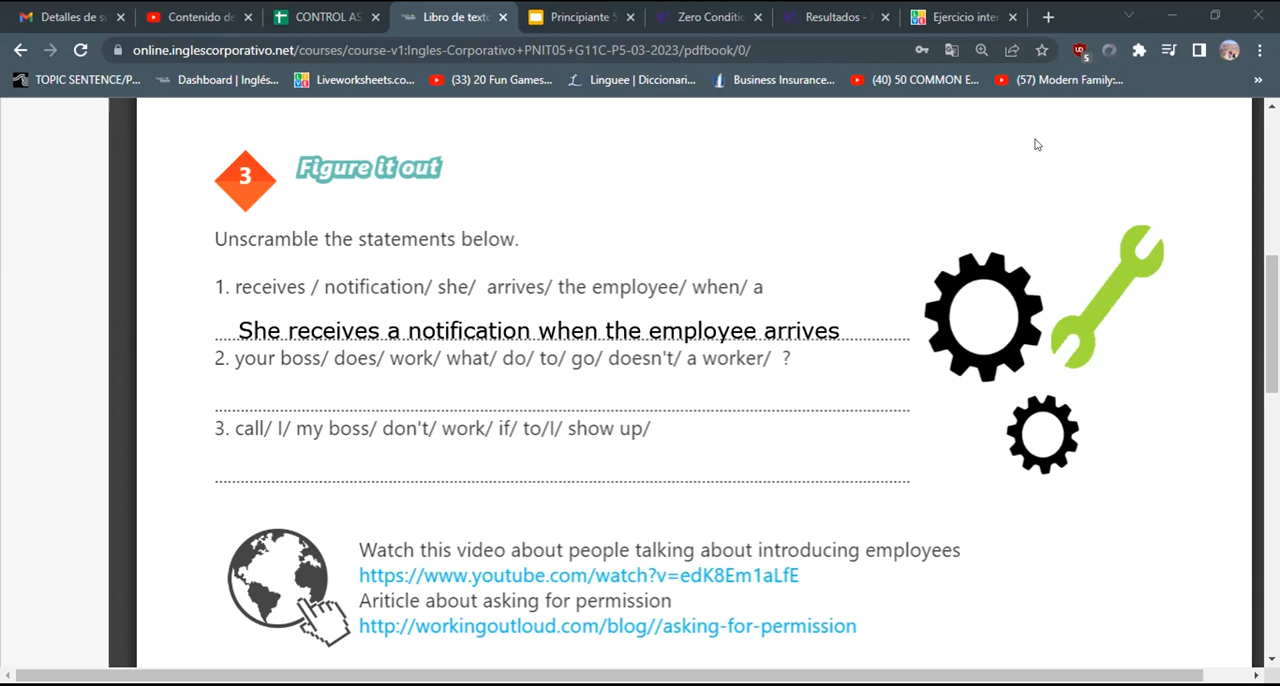 Detalles de su
Contenido de
CONTROL AS
Libro de texto
Principiante 5
Zero Conditio
Resultados -
Ejercicio inter
online.inglescorporativo.net/courses/course-v1:Ingles-Corporativo+PNIT05+G11C-P5-03-2023/pdfbook/0/
5
TOPIC SENTENCE/P...
Dashboard | Inglés...
Liveworksheets.co...
(33) 20 Fun Games...
Linguee | Diccionari...
Business Insurance...
(40) 50 COMMON E...
(57) Modern Family:...
»
3
Figure it out
Unscramble the statements below.
1. receives / notification/ she/ arrives/ the employee/ when/ a
She receives a notification when the employee arrives
2. your boss/ does/ work/ what/ do/ to/ go/ doesn't/ a worker/ ?
3. call/ I/ my boss/ don't/ work/ if/ to/I/ show up/
Watch this video about people talking about introducing employees
https://www.youtube.com/watch?v=edK8Em1aLfE
Ariticle about asking for permission
http://workingoutloud.com/blog//asking-for-permission